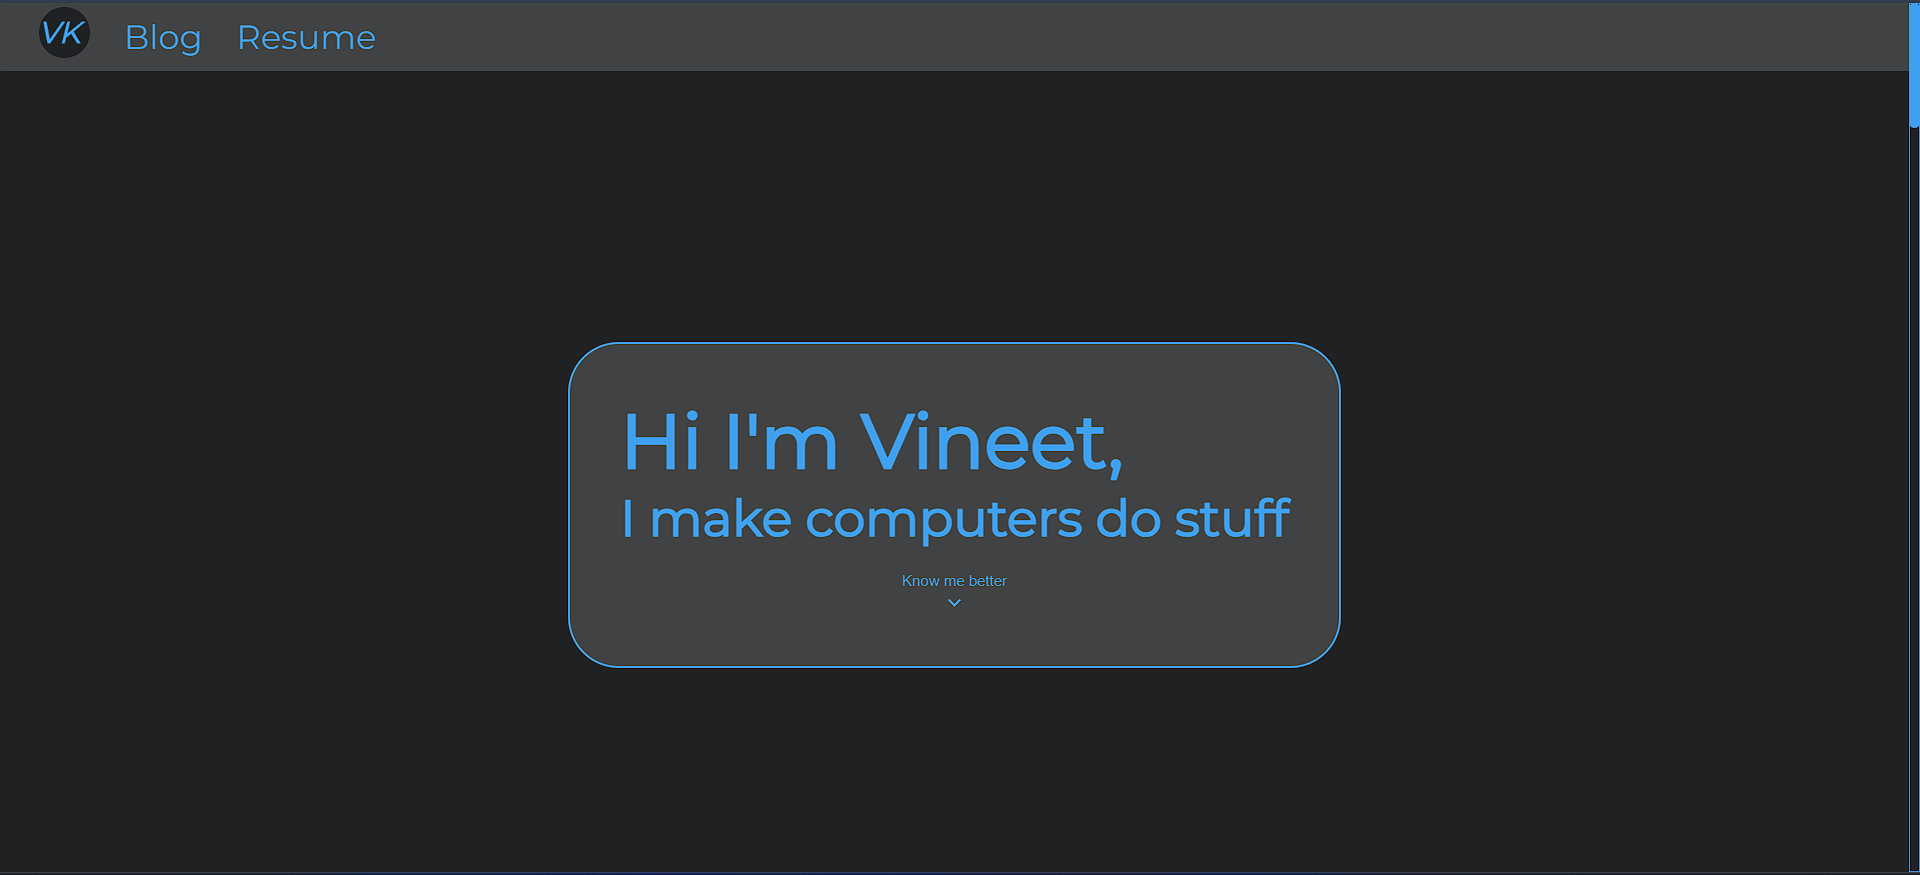 VK Blog Resume
Hi I'm Vineet,
I make computers do stuff
Know me better